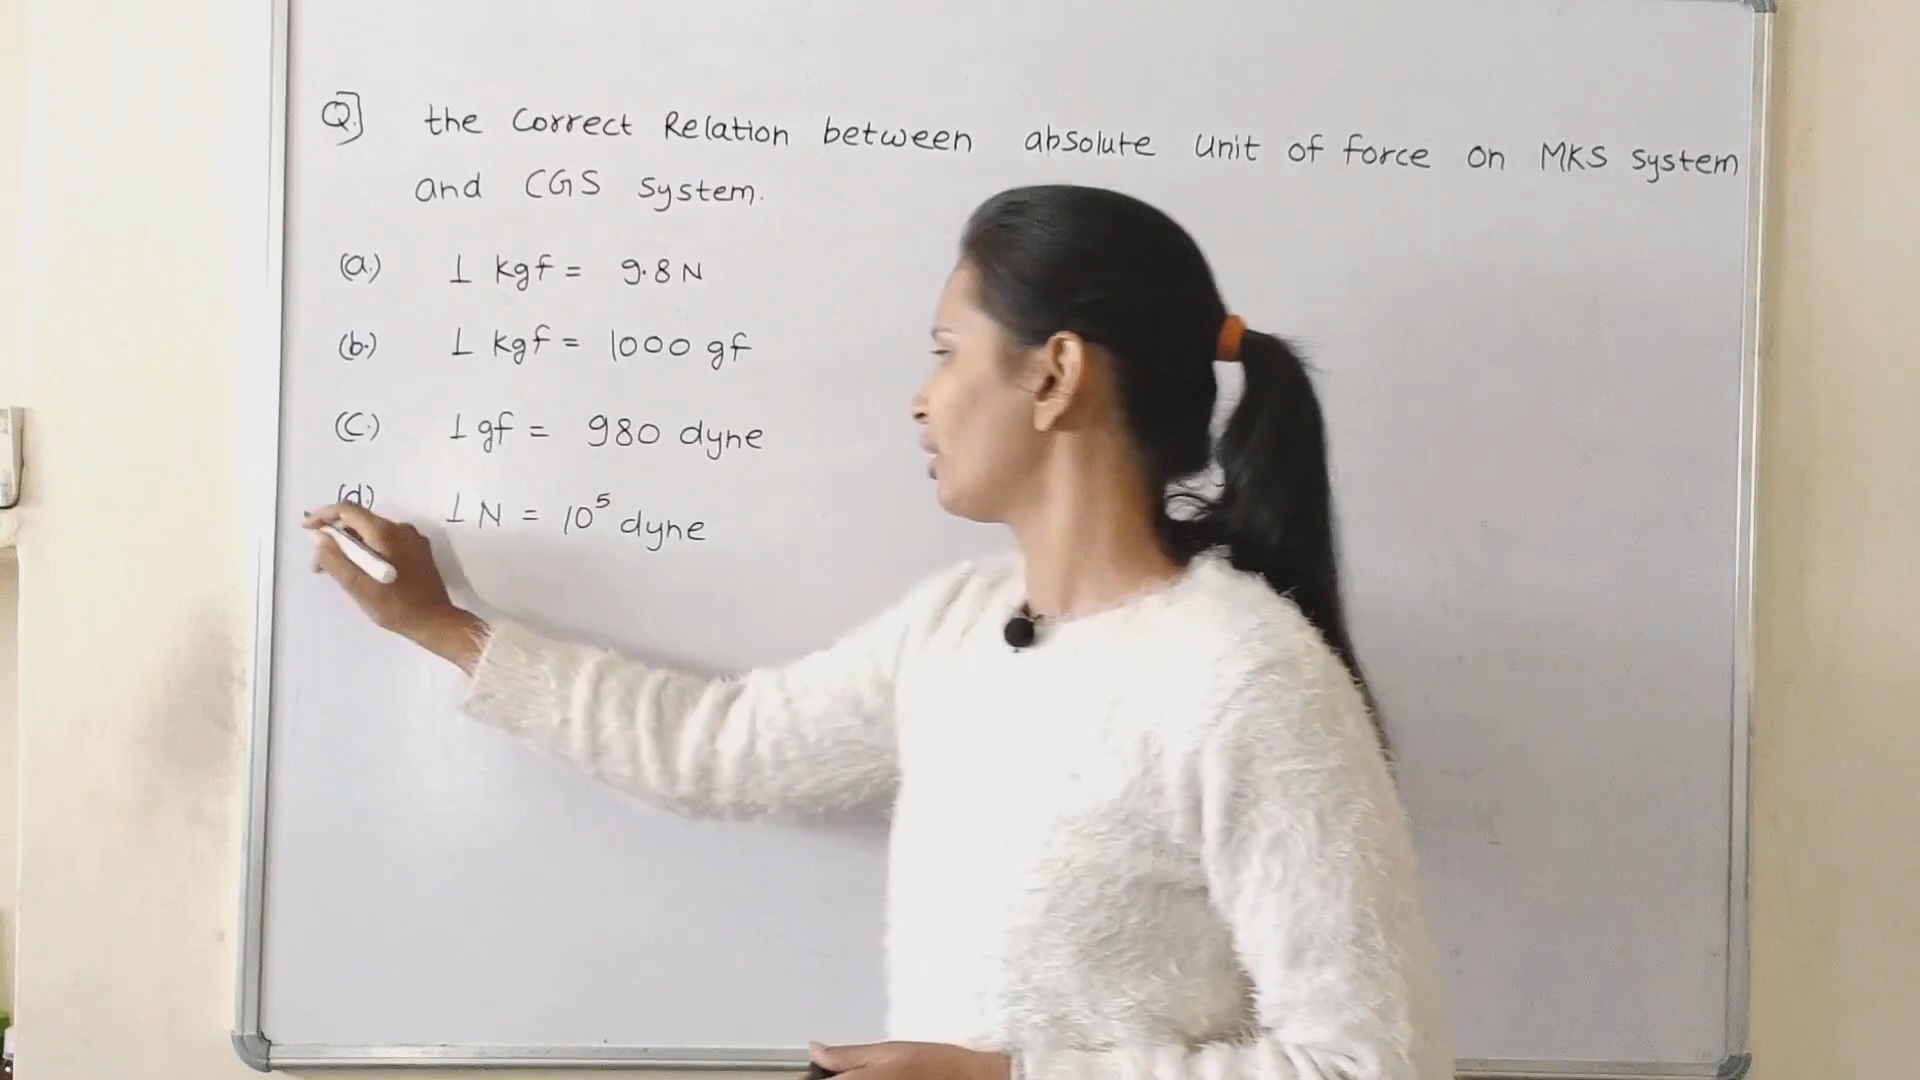 Q.] the Correct Relation between absolute Unit of force on MKS System
and CGS System.
(a.) 1 kgf = 9.8 N
(b.) 1 kgf = 1000 gf
(C.) 1 gf = 980 dyne
(d.) 1 N = 10⁵ dyne